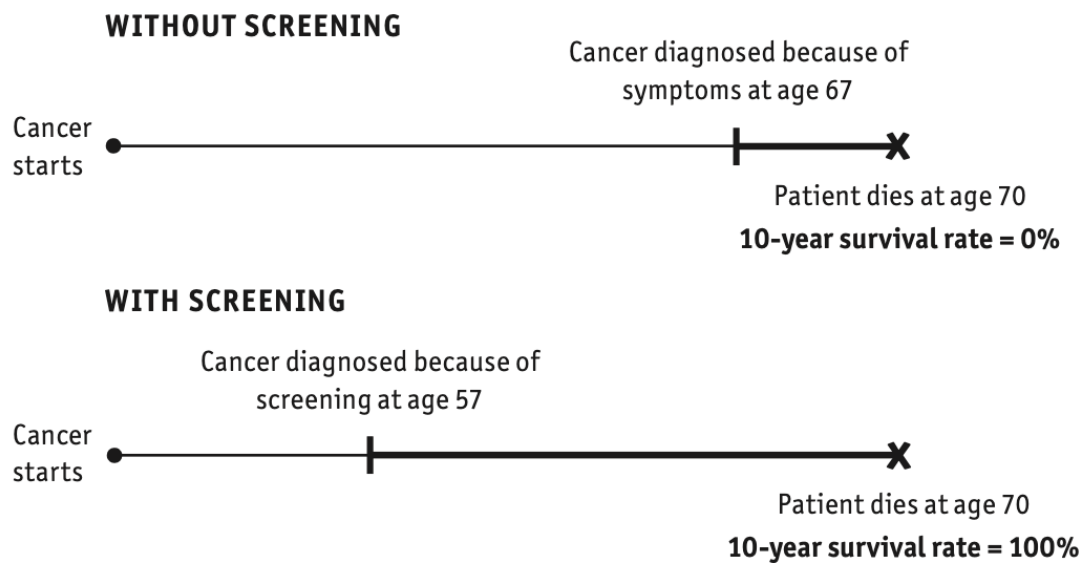 WITHOUT SCREENING
Cancer diagnosed because of
symptoms at age 67
Cancer
starts
Patient dies at age 70
10-year survival rate = 0%
WITH SCREENING
Cancer diagnosed because of
screening at age 57
Cancer
starts
Patient dies at age 70
10-year survival rate = 100%